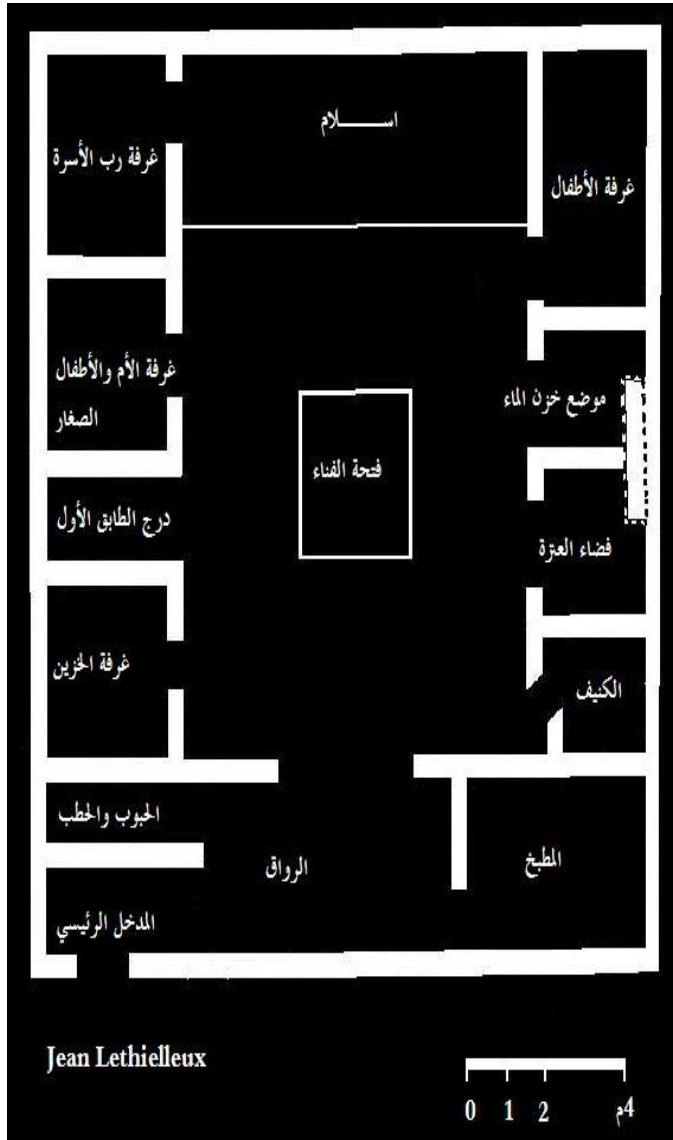 اســـــلام
غرفة رب الأسرة
غرفة الأطفال
غرفة الأم والأطفال
الصغار
موضع خزن الماء
فتحة الفناء
درج الطابق الأول
فضاء العنزة
غرفة الخزين
الكنيف
الحبوب والحطب
المطبخ
الرواق
المدخل الرئيسي
Jean Lethielleux
0 1 2 4م